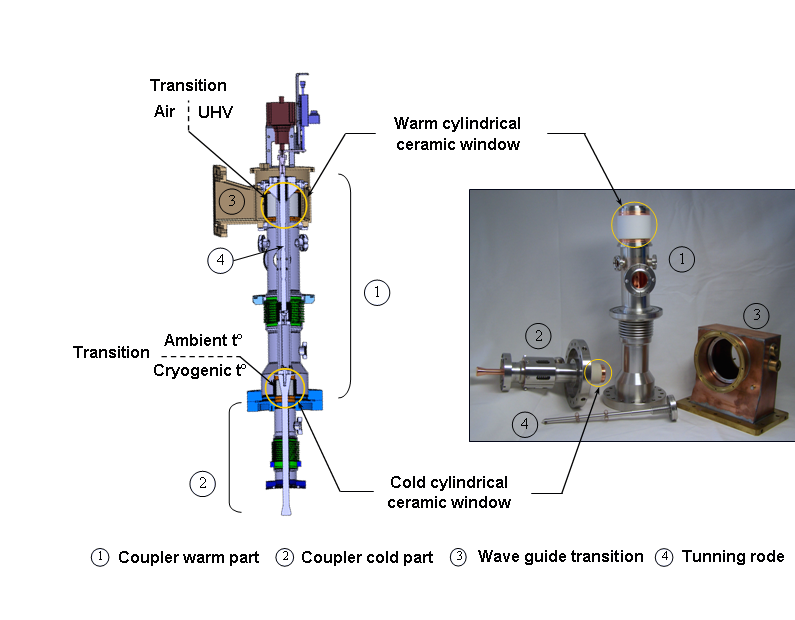 Transition
Air UHV
Warm cylindrical
ceramic window
3
4
1
Transition
Ambient t°
Cryogenic t°
2
Cold cylindrical
ceramic window
1
2
3
4
1 Coupler warm part 2 Coupler cold part 3 Wave guide transition 4 Tunning rode